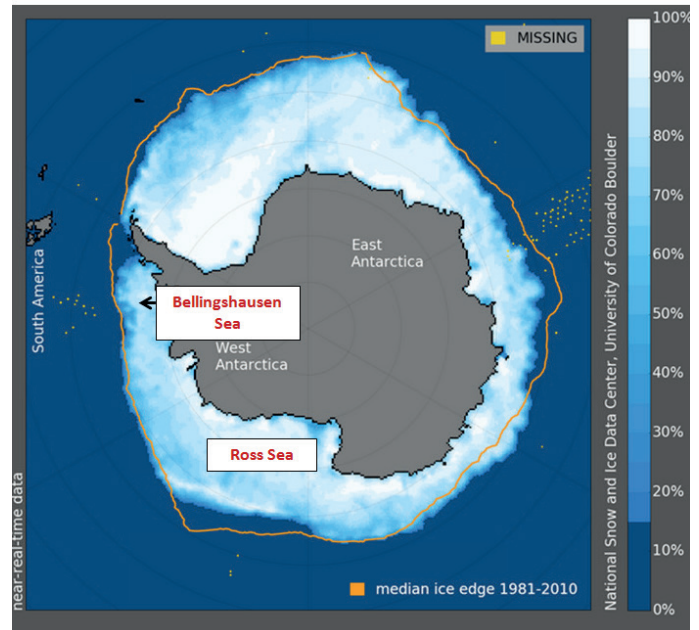 MISSING
East
Antarctica
South America
Bellingshausen
Sea
West
Antarctica
Ross Sea
near-real-time data
median ice edge 1981-2010
National Snow and Ice Data Center, University of Colorado Boulder
100%
90%
80%
70%
60%
50%
40%
30%
20%
10%
0%